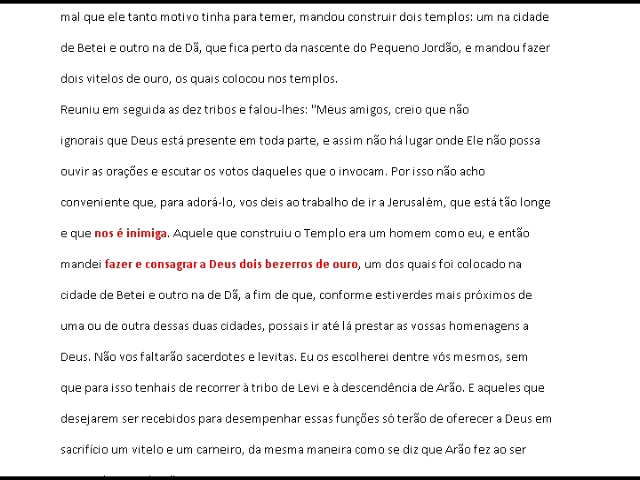 mal que ele tanto motivo tinha para temer, mandou construir dois templos: um na cidade
de Betei e outro na de Dã, que fica perto da nascente do Pequeno Jordão, e mandou fazer
dois vitelos de ouro, os quais colocou nos templos.
Reuniu em seguida as dez tribos e falou-lhes: "Meus amigos, creio que não
ignorais que Deus está presente em toda parte, e assim não há lugar onde Ele não possa
ouvir as orações e escutar os votos daqueles que o invocam. Por isso não acho
conveniente que, para adorá-lo, vos deis ao trabalho de ir a Jerusalém, que está tão longe
e que nos é inimiga. Aquele que construiu o Templo era um homem como eu, e então
mandei fazer e consagrar a Deus dois bezerros de ouro, um dos quais foi colocado na
cidade de Betei e outro na de Dã, a fim de que, conforme estiverdes mais próximos de
uma ou de outra dessas duas cidades, possais ir até lá prestar as vossas homenagens a
Deus. Não vos faltarão sacerdotes e levitas. Eu os escolherei dentre vós mesmos, sem
que para isso tenhais de recorrer à tribo de Levi e à descendência de Arão. E aqueles que
desejarem ser recebidos para desempenhar essas funções só terão de oferecer a Deus em
sacrifício um vitelo e um carneiro, da mesma maneira como se diz que Arão fez ao ser